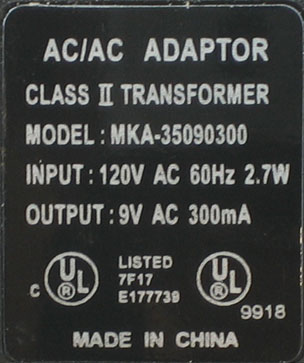 AC/AC ADAPTOR
CLASS II TRANSFORMER
MODEL : MKA-35090300
INPUT : 120V AC 60Hz 2.7W
OUTPUT : 9V AC 300mA
C UL ® LISTED 7F17 E177739 UL ®
9918
MADE IN CHINA